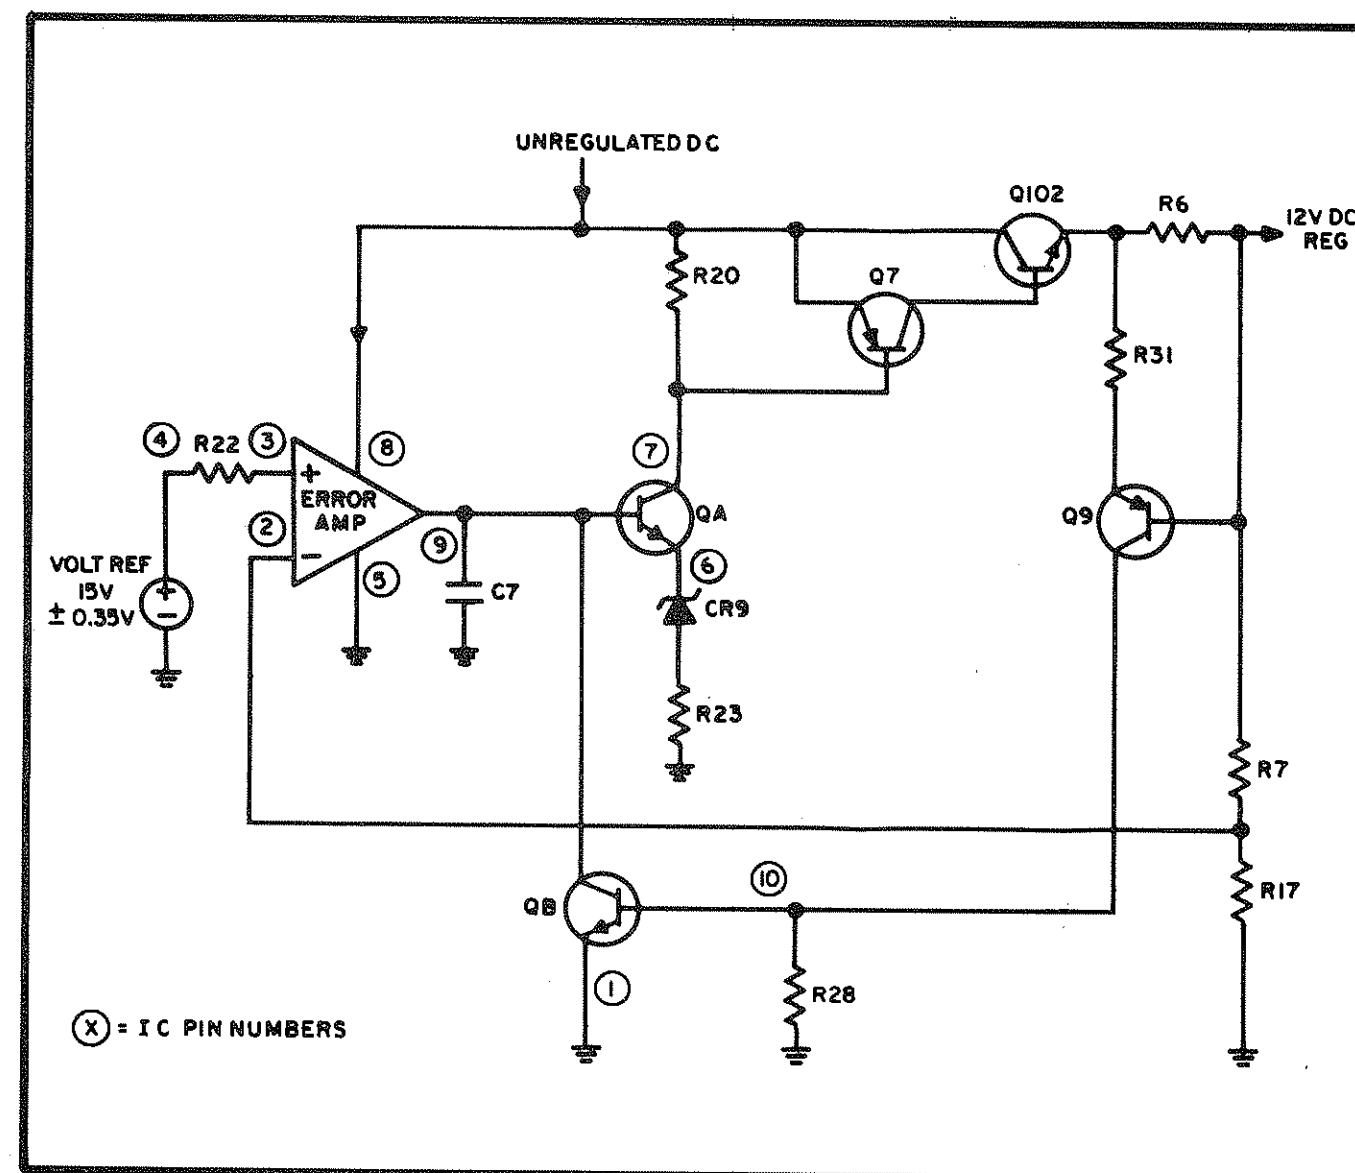 UNREGULATED DC
Q102
R6
12V DC
REG
R20
Q7
R31
4
R22
3
8
7
+
ERROR
AMP
QA
Q9
2
−
9
VOLT REF
15V
± 0.35V
+
−
5
C7
6
CR9
R23
R7
10
QB
R17
1
R28
X = IC PIN NUMBERS